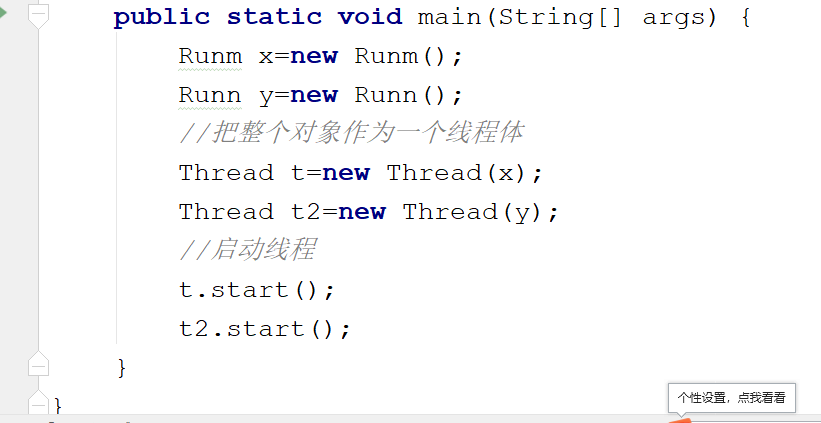 public static void main(String[] args) {
Runm x=new Runm();
Runn y=new Runn();
//把整个对象作为一个线程体
Thread t=new Thread(x);
Thread t2=new Thread(y);
//启动线程
t.start();
t2.start();
}
}
个性设置，点我看看